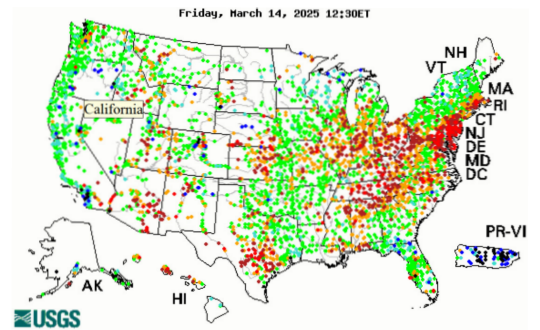 Friday, March 14, 2025 12:30ET
NH
VT
MA
RI
CT
NJ
DE
MD
DC
California
PR-VI
AK
HI
USGS